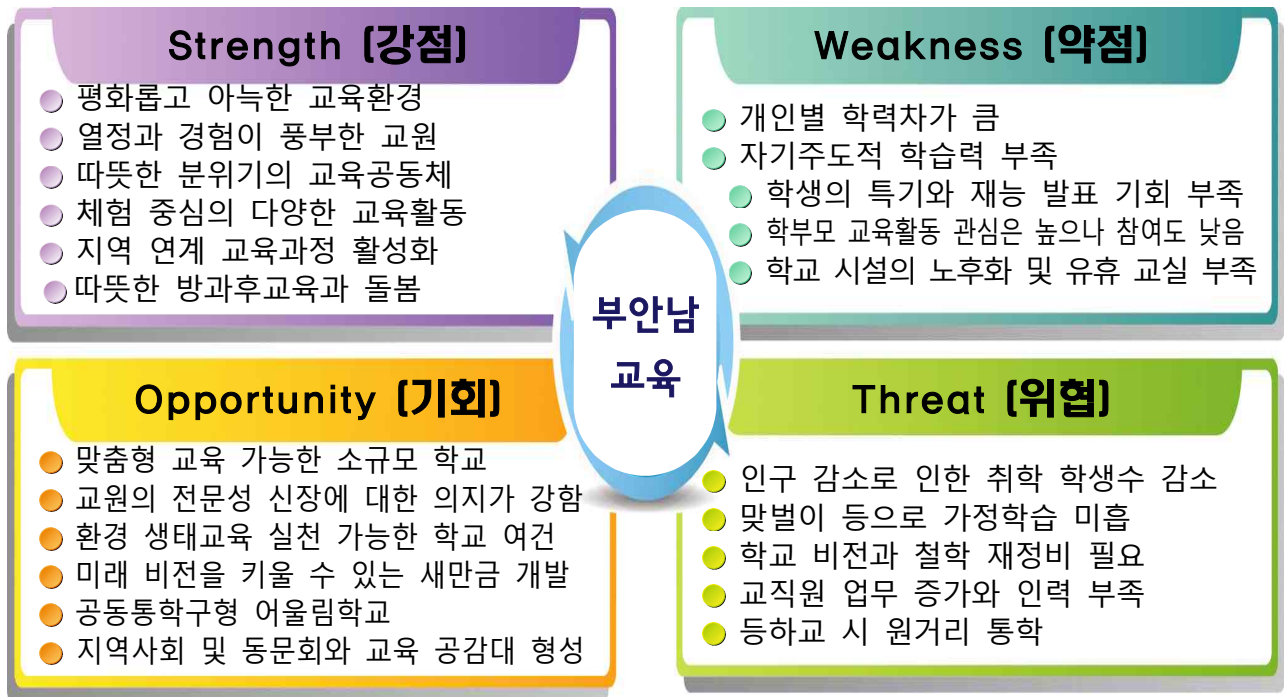 Strength (강점)
평화롭고 아늑한 교육환경
열정과 경험이 풍부한 교원
따뜻한 분위기의 교육공동체
체험 중심의 다양한 교육활동
지역 연계 교육과정 활성화
따뜻한 방과후교육과 돌봄
Weakness (약점)
개인별 학력차가 큼
자기주도적 학습력 부족
학생의 특기와 재능 발표 기회 부족
학부모 교육활동 관심은 높으나 참여도 낮음
학교 시설의 노후화 및 유휴 교실 부족
부안남
교육
Opportunity (기회)
맞춤형 교육 가능한 소규모 학교
교원의 전문성 신장에 대한 의지가 강함
환경 생태교육 실천 가능한 학교 여건
미래 비전을 키울 수 있는 새만금 개발
공동통학구형 어울림학교
지역사회 및 동문회와 교육 공감대 형성
Threat (위협)
인구 감소로 인한 취학 학생수 감소
맞벌이 등으로 가정학습 미흡
학교 비전과 철학 재정비 필요
교직원 업무 증가와 인력 부족
등하교 시 원거리 통학